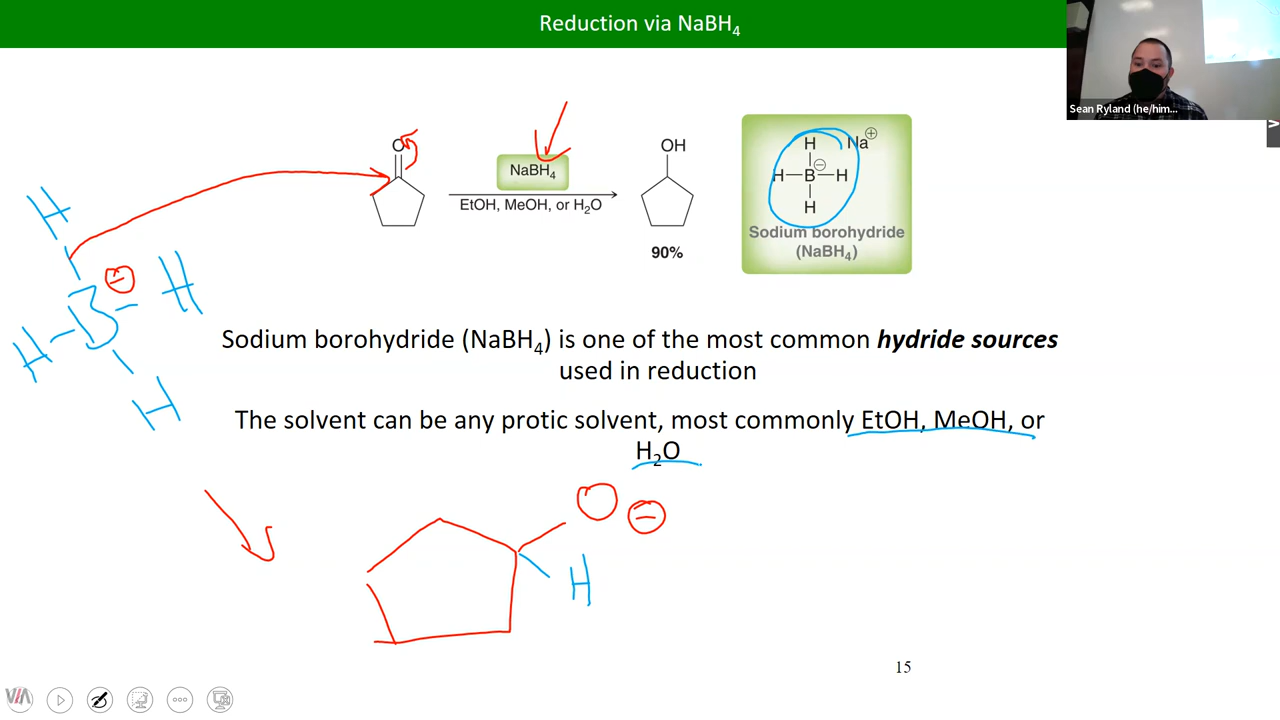 Reduction via NaBH₄
Sean Ryland (he/him...
O
NaBH₄
EtOH, MeOH, or H₂O
OH
90%
H Na⊕
⊖
H—B—H
H
Sodium borohydride
(NaBH₄)
H
⊖
H
B
H
H
Sodium borohydride (NaBH₄) is one of the most common hydride sources
used in reduction
The solvent can be any protic solvent, most commonly EtOH, MeOH, or
H₂O
O ⊖
H
15